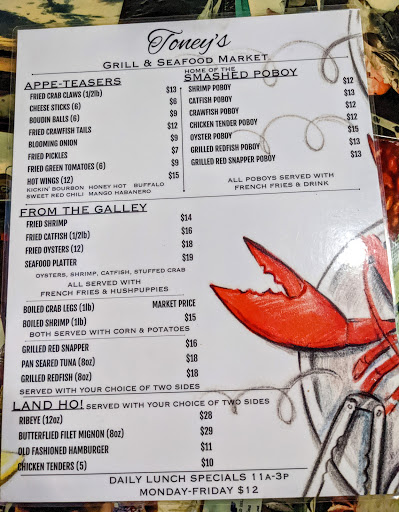 Toney's
GRILL & SEAFOOD MARKET
APPE-TEASERS
FRIED CRAB CLAWS (1/2lb) $13
CHEESE STICKS (6) $6
BOUDIN BALLS (6) $9
FRIED CRAWFISH TAILS $12
BLOOMING ONION $9
FRIED PICKLES $7
FRIED GREEN TOMATOES (6) $9
HOT WINGS (12) $15
KICKIN' BOURBON HONEY HOT BUFFALO
SWEET RED CHILI MANGO HABANERO
HOME OF THE
SMASHED POBOY
SHRIMP POBOY $12
CATFISH POBOY $13
CRAWFISH POBOY $12
CHICKEN TENDER POBOY $12
OYSTER POBOY $15
GRILLED REDFISH POBOY $13
GRILLED RED SNAPPER POBOY $13
ALL POBOYS SERVED WITH
FRENCH FRIES & DRINK
FROM THE GALLEY
FRIED SHRIMP $14
FRIED CATFISH (1/2lb) $16
FRIED OYSTERS (12) $18
SEAFOOD PLATTER $19
OYSTERS, SHRIMP, CATFISH, STUFFED CRAB
ALL SERVED WITH
FRENCH FRIES & HUSHPUPPIES
BOILED CRAB LEGS (1lb) MARKET PRICE
BOILED SHRIMP (1lb) $15
BOTH SERVED WITH CORN & POTATOES
GRILLED RED SNAPPER $16
PAN SEARED TUNA (8oz) $18
GRILLED REDFISH (8oz) $18
SERVED WITH YOUR CHOICE OF TWO SIDES
LAND HO! SERVED WITH YOUR CHOICE OF TWO SIDES
RIBEYE (12oz) $28
BUTTERFLIED FILET MIGNON (8oz) $29
OLD FASHIONED HAMBURGER $11
CHICKEN TENDERS (5) $10
DAILY LUNCH SPECIALS 11A-3P
MONDAY-FRIDAY $12